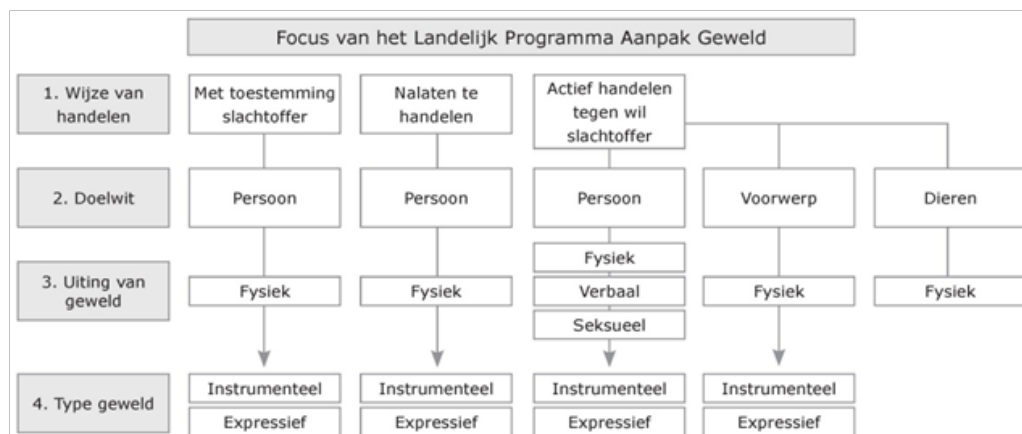 Focus van het Landelijk Programma Aanpak Geweld
1. Wijze van
handelen
Met toestemming
slachtoffer
Nalaten te
handelen
Actief handelen
tegen wil
slachtoffer
2. Doelwit
Persoon
Persoon
Persoon
Voorwerp
Dieren
3. Uiting van
geweld
Fysiek
Fysiek
Fysiek
Verbaal
Seksueel
Fysiek
Fysiek
4. Type geweld
Instrumenteel
Expressief
Instrumenteel
Expressief
Instrumenteel
Expressief
Instrumenteel
Expressief